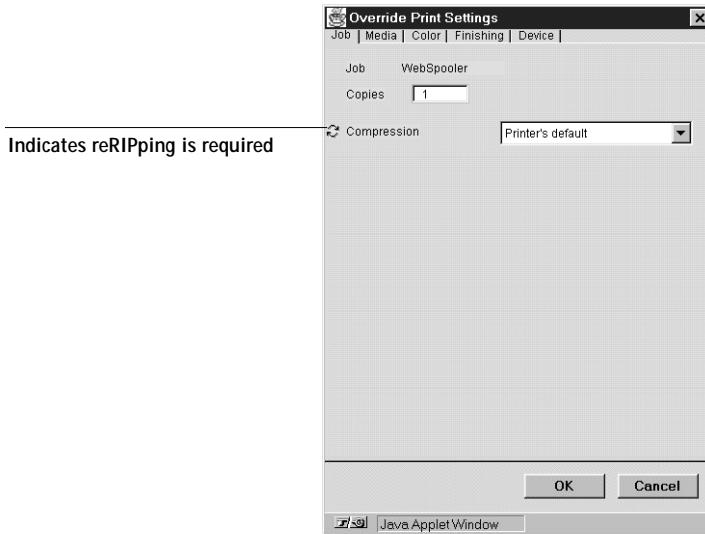 Override Print Settings
Job | Media | Color | Finishing | Device |
Job WebSpooler
Copies 1
Compression Printer's default
Indicates reRIPping is required
OK Cancel
Java Applet Window